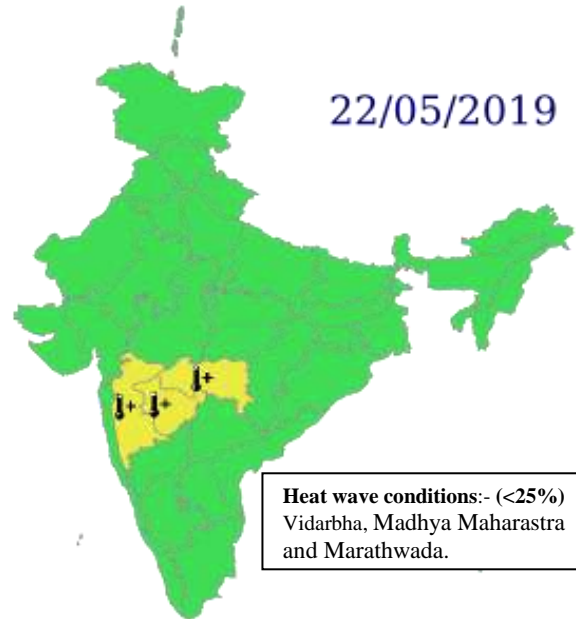 22/05/2019
Heat wave conditions:- (<25%)
Vidarbha, Madhya Maharastra
and Marathwada.